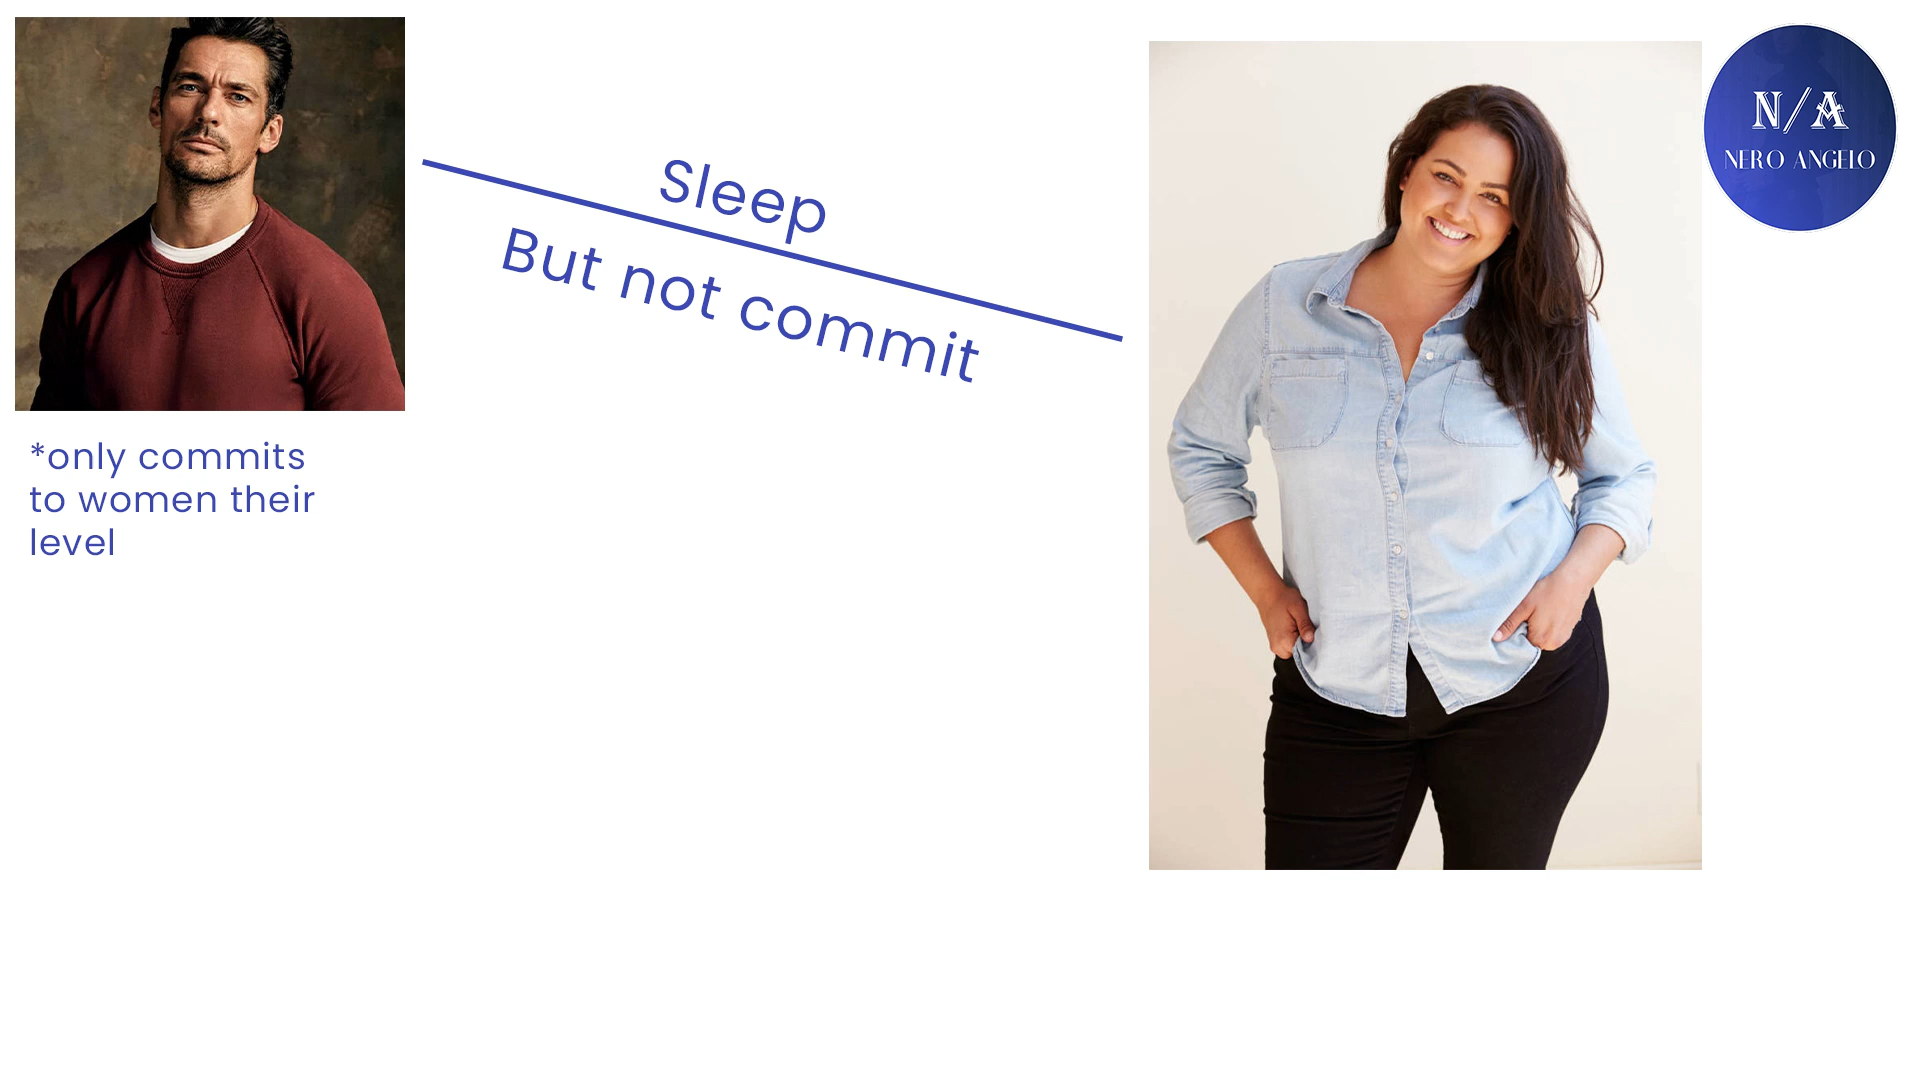 Sleep
But not commit
*only commits
to women their
level
N/A
NERO ANGELO